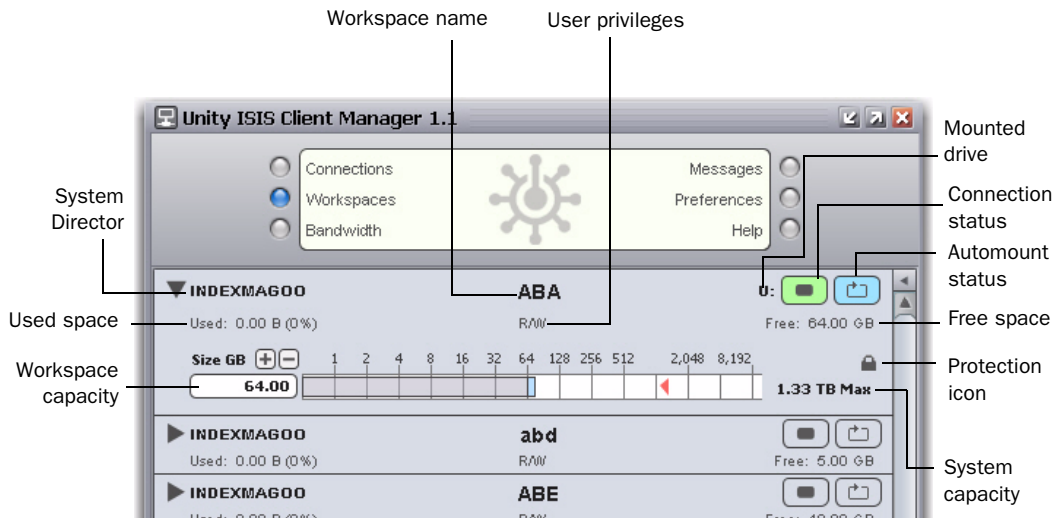 Workspace name
User privileges
Unity ISIS Client Manager 1.1
Mounted
drive
Connections
Messages
System
Director
Workspaces
Preferences
Connection
status
Bandwidth
Help
Automount
status
INDEXMAGOO
ABA
U:
Used space
Used: 0.00 B (0%)
R/W
Free: 64.00 GB
Free space
Size GB
+
−
1 2 4 8 16 32 64 128 256 512 2,048 8,192
Workspace
capacity
64.00
1.33 TB Max
Protection
icon
INDEXMAGOO
abd
Used: 0.00 B (0%)
R/W
Free: 5.00 GB
System
capacity
INDEXMAGOO
ABE